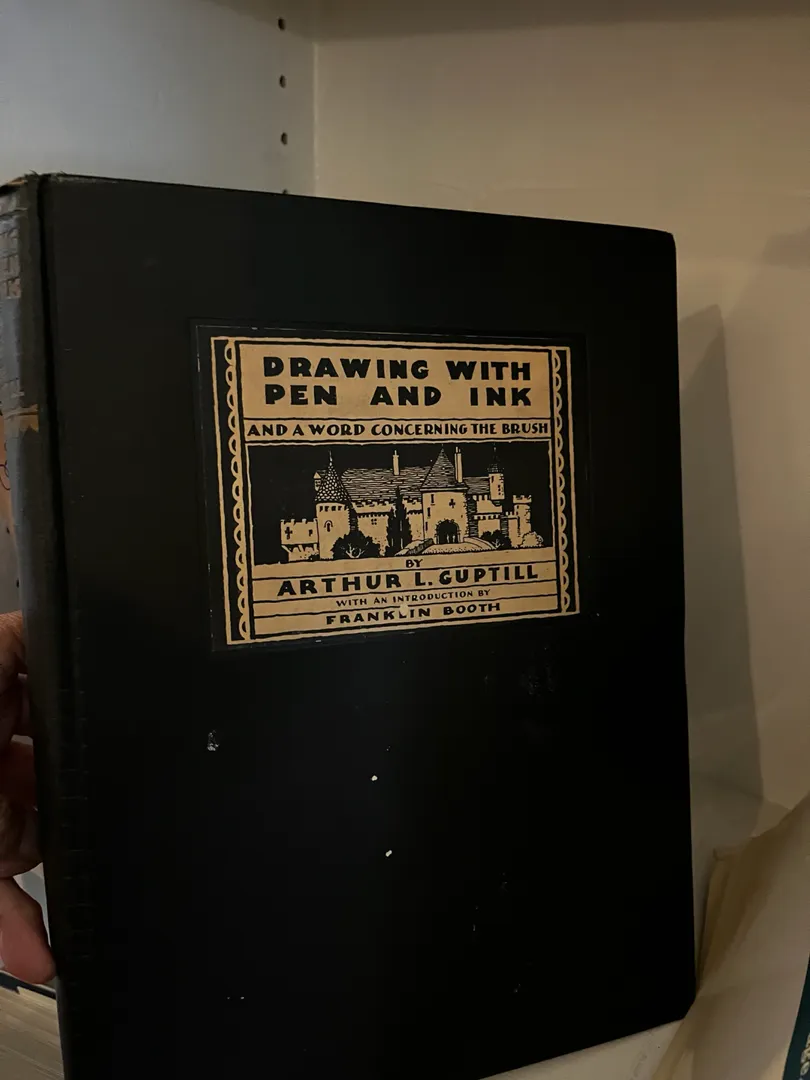 DRAWING WITH
PEN AND INK
AND A WORD CONCERNING THE BRUSH
BY
ARTHUR L. GUPTILL
WITH AN INTRODUCTION BY
FRANKLIN BOOTH